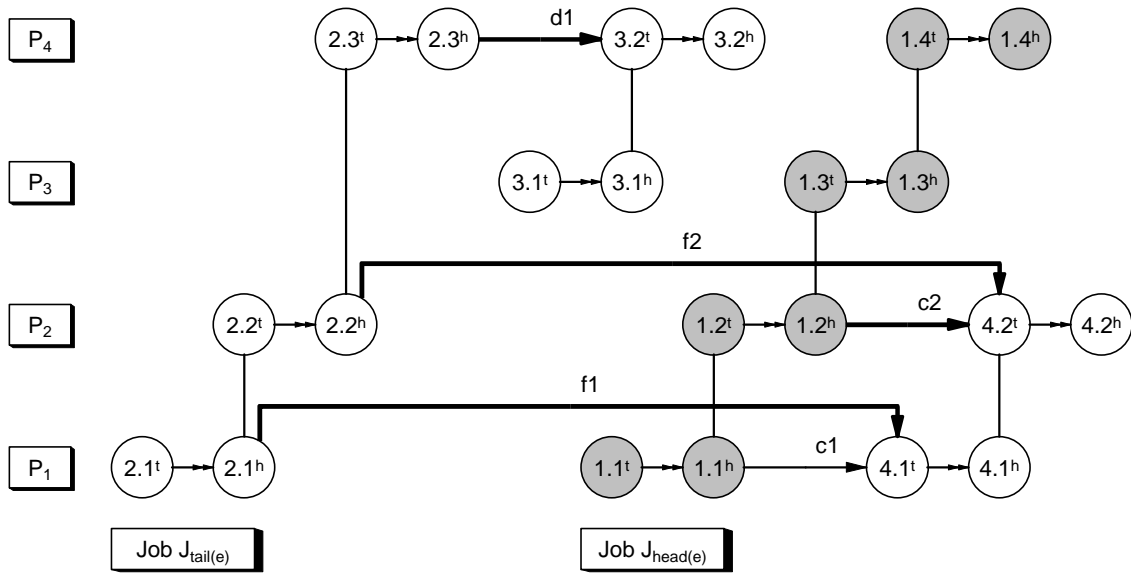 P₄ 2.3ᵗ 2.3ʰ d1 3.2ᵗ 3.2ʰ 1.4ᵗ 1.4ʰ
P₃ 3.1ᵗ 3.1ʰ 1.3ᵗ 1.3ʰ
f2
P₂ 2.2ᵗ 2.2ʰ 1.2ᵗ 1.2ʰ c2 4.2ᵗ 4.2ʰ
f1
P₁ 2.1ᵗ 2.1ʰ 1.1ᵗ 1.1ʰ c1 4.1ᵗ 4.1ʰ
Job J_tail(e) Job J_head(e)